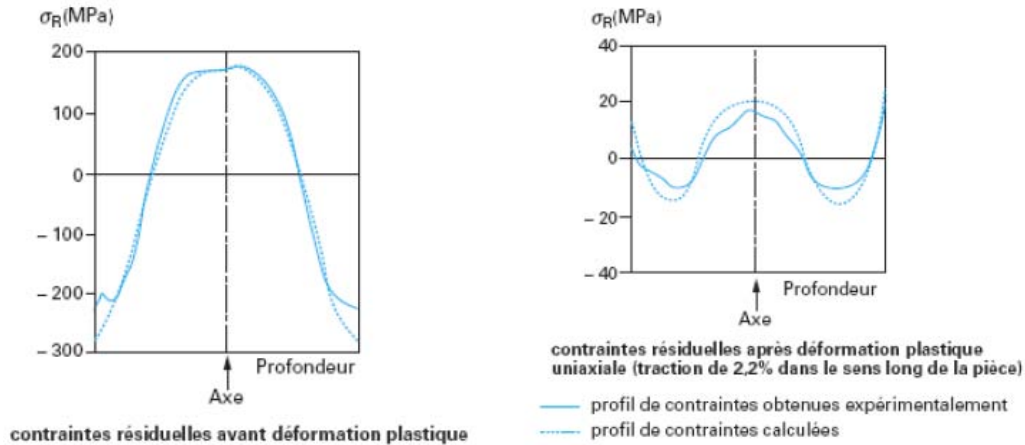 σR(MPa)
200
100
0
– 100
– 200
– 300
Profondeur
Axe
contraintes résiduelles avant déformation plastique
σR(MPa)
40
20
0
– 20
– 40
Profondeur
Axe
contraintes résiduelles après déformation plastique
uniaxiale (traction de 2,2% dans le sens long de la pièce)
profil de contraintes obtenues expérimentalement
profil de contraintes calculées